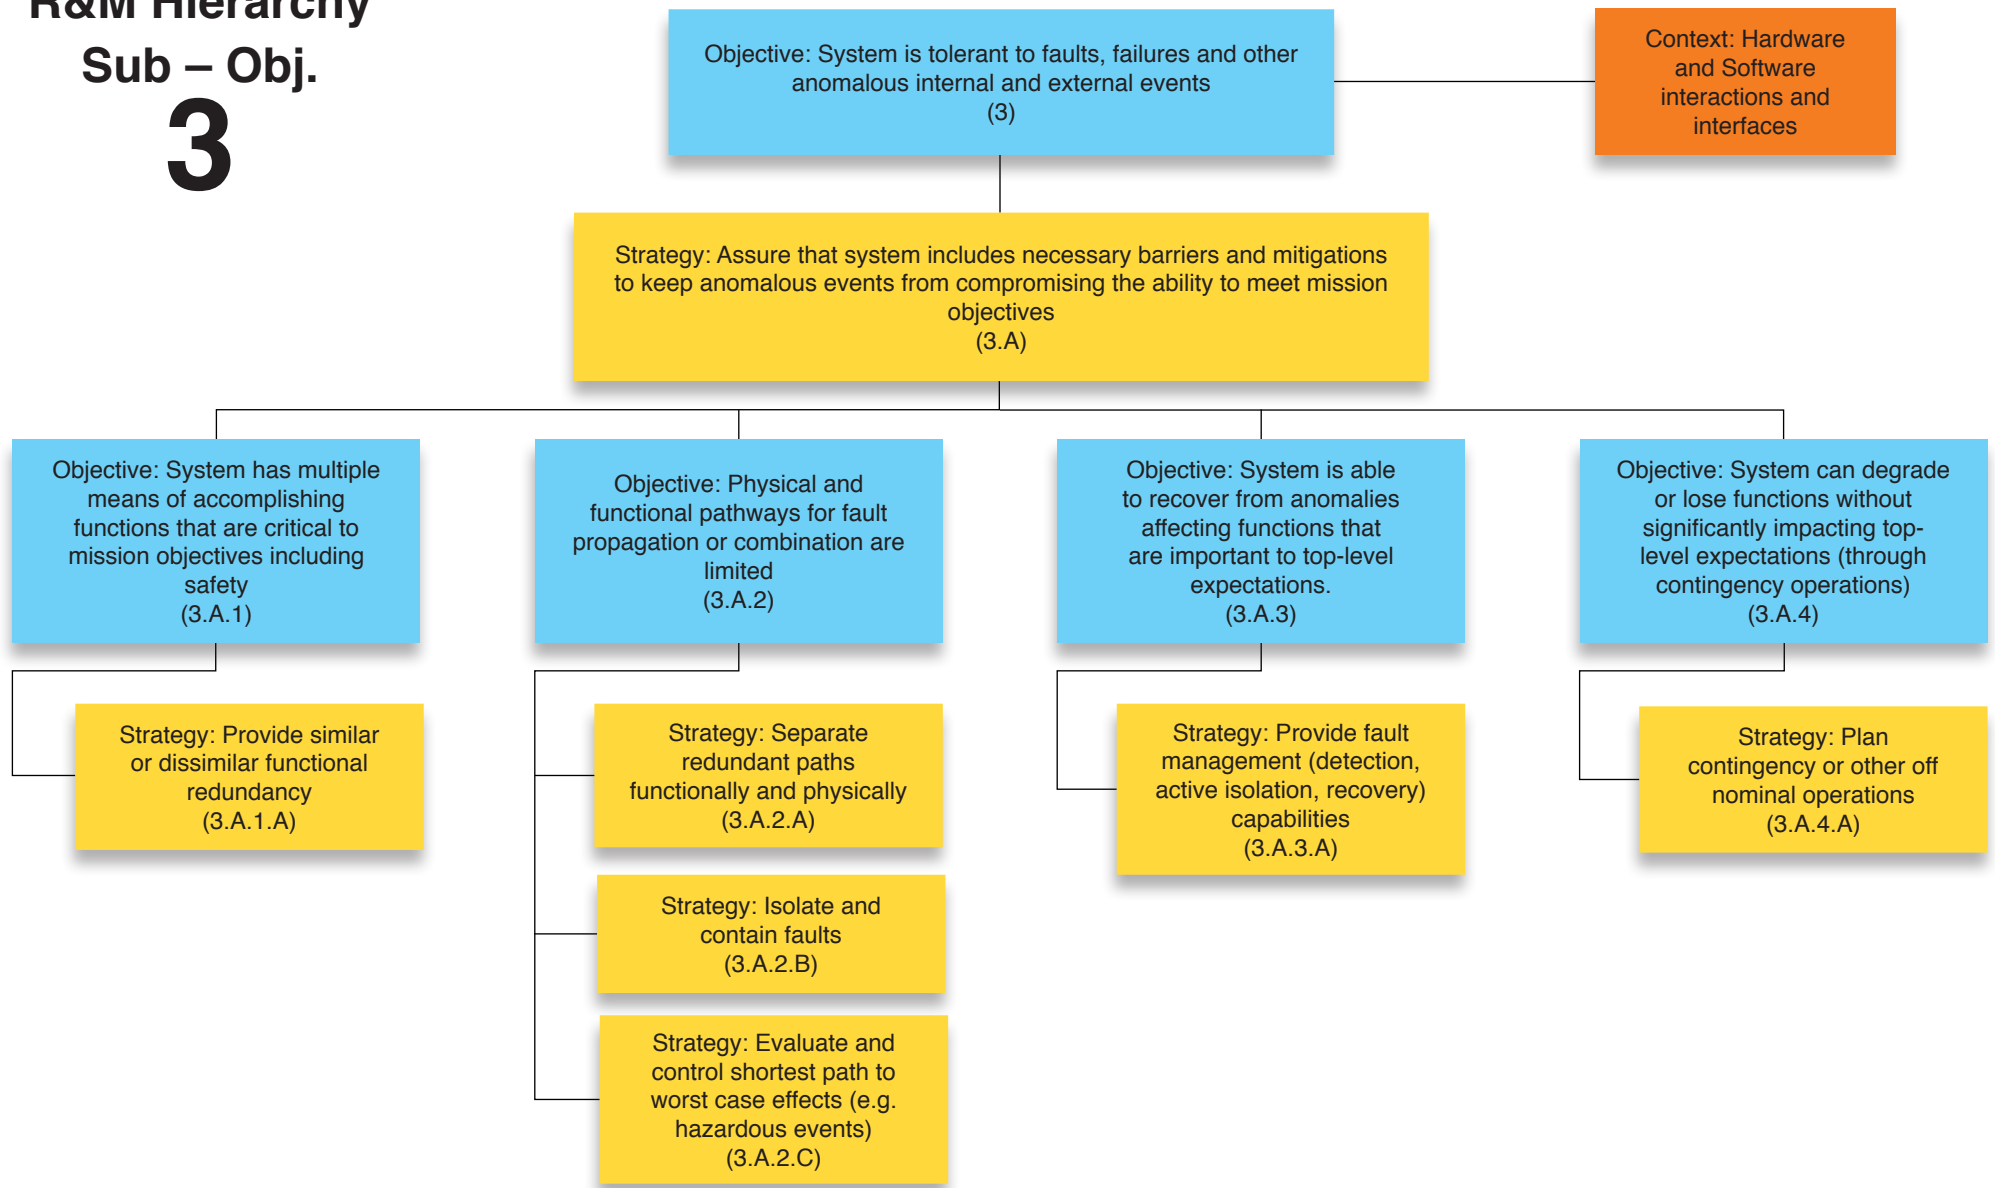 R&M Hierarchy
Sub – Obj.
3
Objective: System is tolerant to faults, failures and other
anomalous internal and external events
(3)
Context: Hardware
and Software
interactions and
interfaces
Strategy: Assure that system includes necessary barriers and mitigations
to keep anomalous events from compromising the ability to meet mission
objectives
(3.A)
Objective: System has multiple
means of accomplishing
functions that are critical to
mission objectives including
safety
(3.A.1)
Objective: Physical and
functional pathways for fault
propagation or combination are
limited
(3.A.2)
Objective: System is able
to recover from anomalies
affecting functions that
are important to top-level
expectations.
(3.A.3)
Objective: System can degrade
or lose functions without
significantly impacting top-
level expectations (through
contingency operations)
(3.A.4)
Strategy: Provide similar
or dissimilar functional
redundancy
(3.A.1.A)
Strategy: Separate
redundant paths
functionally and physically
(3.A.2.A)
Strategy: Isolate and
contain faults
(3.A.2.B)
Strategy: Evaluate and
control shortest path to
worst case effects (e.g.
hazardous events)
(3.A.2.C)
Strategy: Provide fault
management (detection,
active isolation, recovery)
capabilities
(3.A.3.A)
Strategy: Plan
contingency or other off
nominal operations
(3.A.4.A)